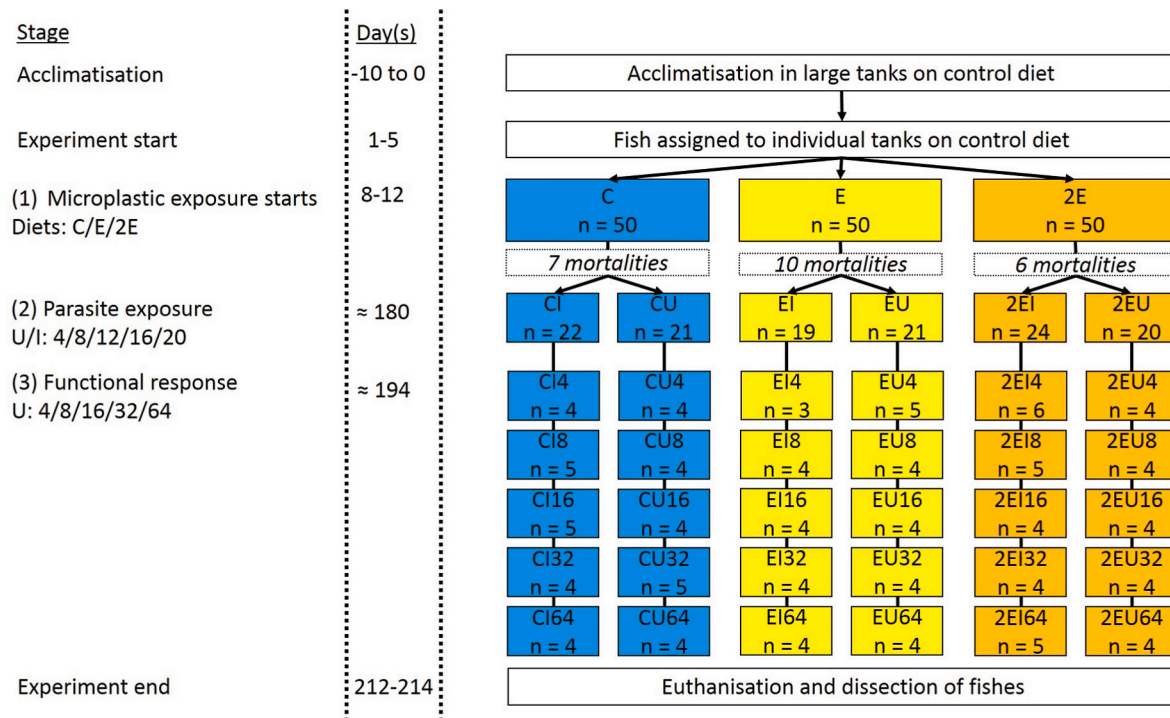 Stage
Day(s)
Acclimatisation
-10 to 0
Acclimatisation in large tanks on control diet
Experiment start
1-5
Fish assigned to individual tanks on control diet
(1) Microplastic exposure starts
Diets: C/E/2E
8-12
C
n = 50
E
n = 50
2E
n = 50
7 mortalities
10 mortalities
6 mortalities
(2) Parasite exposure
U/I: 4/8/12/16/20
≈ 180
CI
n = 22
CU
n = 21
EI
n = 19
EU
n = 21
2EI
n = 24
2EU
n = 20
(3) Functional response
U: 4/8/16/32/64
≈ 194
CI4
n = 4
CU4
n = 4
EI4
n = 3
EU4
n = 5
2EI4
n = 6
2EU4
n = 4
CI8
n = 5
CU8
n = 4
EI8
n = 4
EU8
n = 4
2EI8
n = 5
2EU8
n = 4
CI16
n = 5
CU16
n = 4
EI16
n = 4
EU16
n = 4
2EI16
n = 4
2EU16
n = 4
CI32
n = 4
CU32
n = 5
EI32
n = 4
EU32
n = 4
2EI32
n = 4
2EU32
n = 4
CI64
n = 4
CU64
n = 4
EI64
n = 4
EU64
n = 4
2EI64
n = 5
2EU64
n = 4
Experiment end
212-214
Euthanisation and dissection of fishes